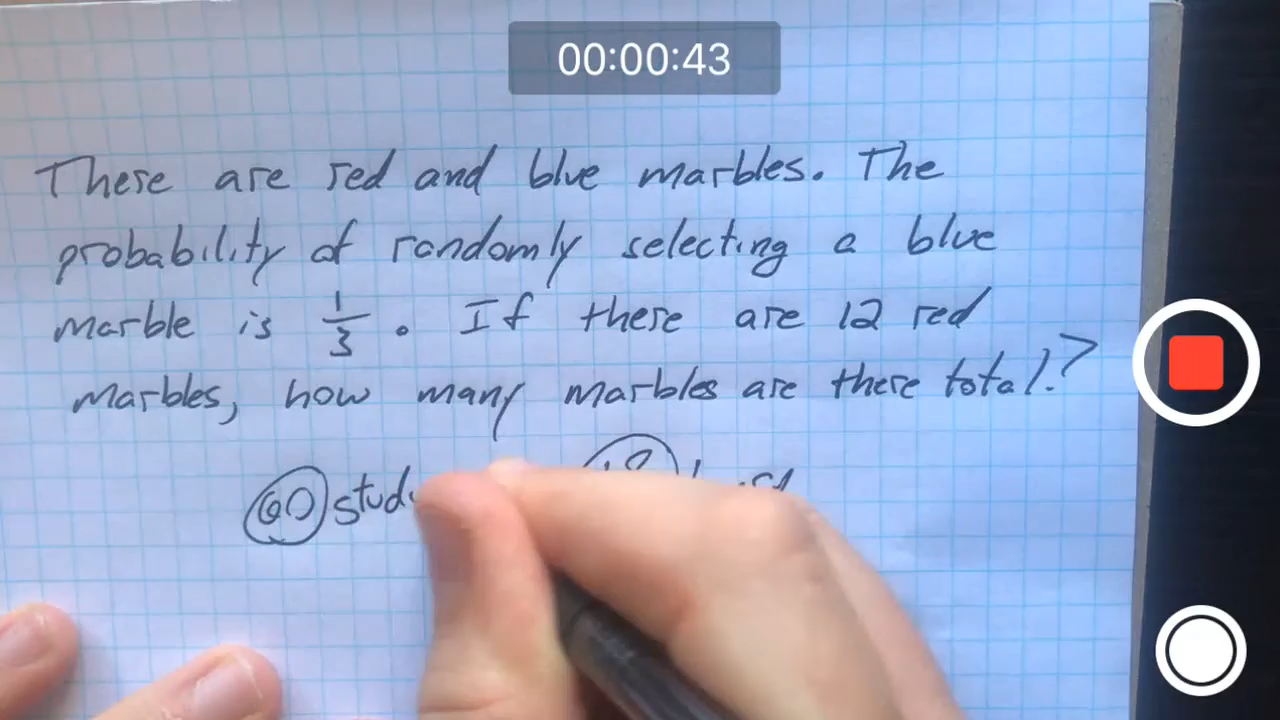 00:00:43
There are red and blue marbles. The
probability of randomly selecting a blue
marble is 1/3. If there are 12 red
marbles, how many marbles are there total?
60